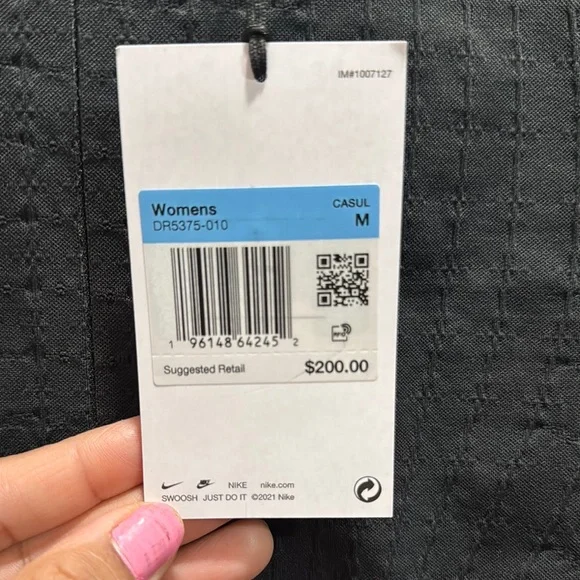 IM#1007127
Womens CASUL
DR5375-010 M
1 96148 64245 2
RFID
Suggested Retail $200.00
NIKE nike.com
SWOOSH JUST DO IT ©2021 Nike